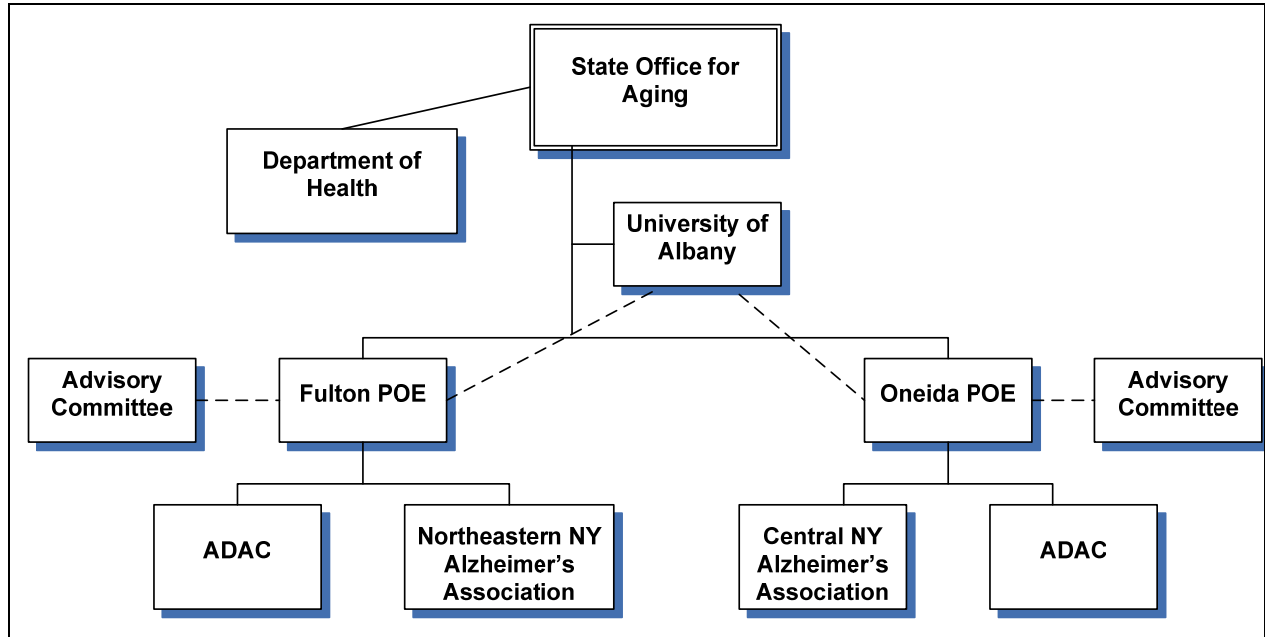 State Office for
Aging
Department of
Health
University of
Albany
Advisory
Committee
Fulton POE
Oneida POE
Advisory
Committee
ADAC
Northeastern NY
Alzheimer’s
Association
Central NY
Alzheimer’s
Association
ADAC